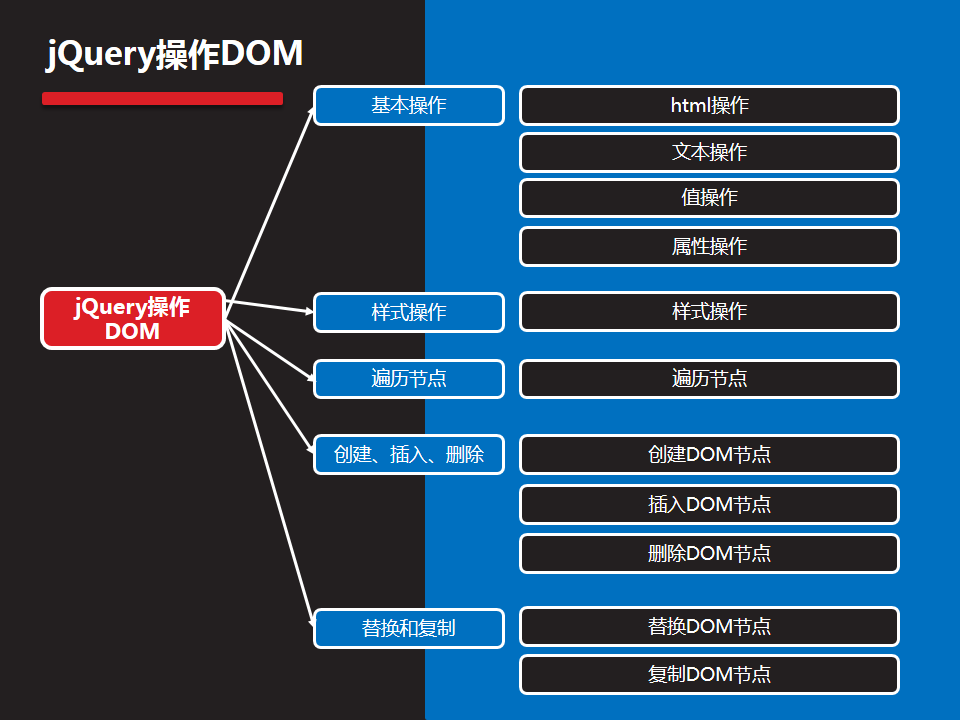 jQuery操作DOM
基本操作
html操作
文本操作
值操作
属性操作
jQuery操作
DOM
样式操作
样式操作
遍历节点
遍历节点
创建、插入、删除
创建DOM节点
插入DOM节点
删除DOM节点
替换和复制
替换DOM节点
复制DOM节点